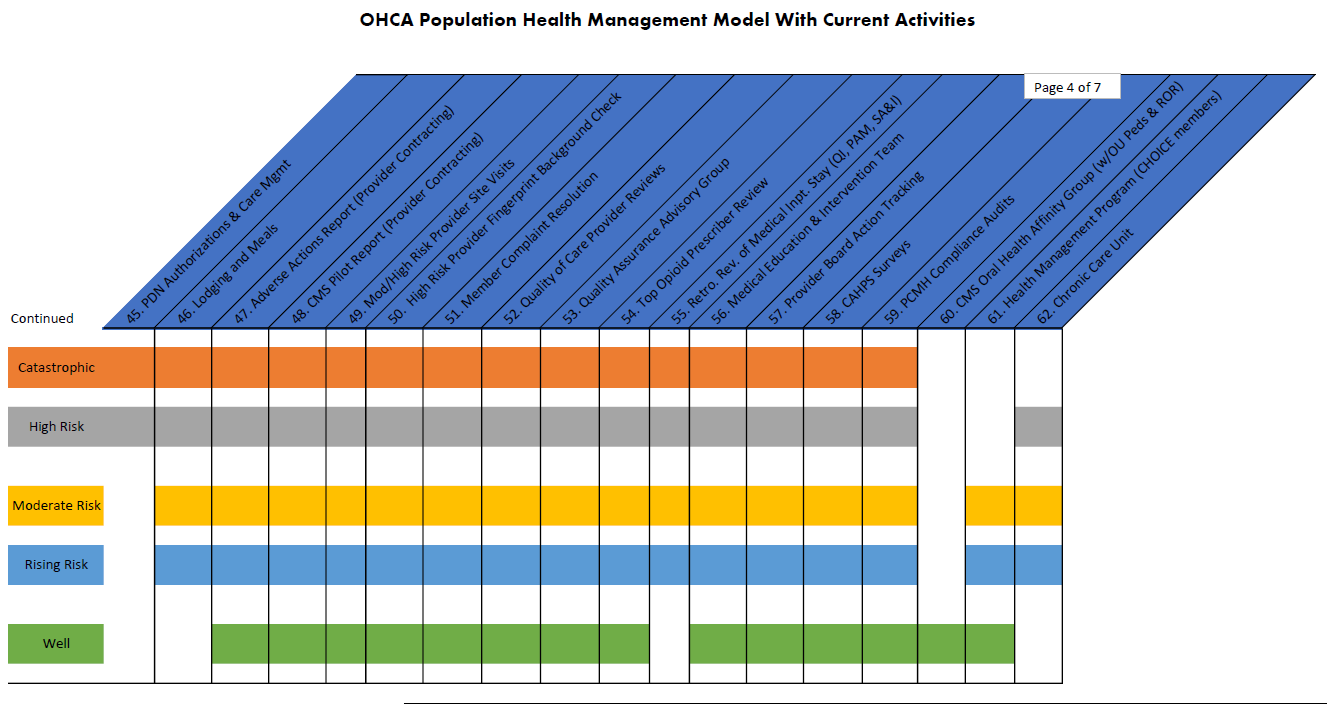 OHCA Population Health Management Model With Current Activities
Page 4 of 7
Continued
45. PDN Authorizations & Care Mgmt
46. Lodging and Meals
47. Adverse Actions Report (Provider Contracting)
48. CMS Pilot Report (Provider Contracting)
49. Mod/High Risk Provider Site Visits
50. High Risk Provider Fingerprint Background Check
51. Member Complaint Resolution
52. Quality of Care Provider Reviews
53. Quality Assurance Advisory Group
54. Top Opioid Prescriber Review
55. Retro. Rev. of Medical Inpt. Stay (QI, PAM, SA&I)
56. Medical Education & Intervention Team
57. Provider Board Action Tracking
58. CAHPS Surveys
59. PCMH Compliance Audits
60. CMS Oral Health Affinity Group (w/OU Peds & ROR)
61. Health Management Program (CHOICE members)
62. Chronic Care Unit
Catastrophic
High Risk
Moderate Risk
Rising Risk
Well